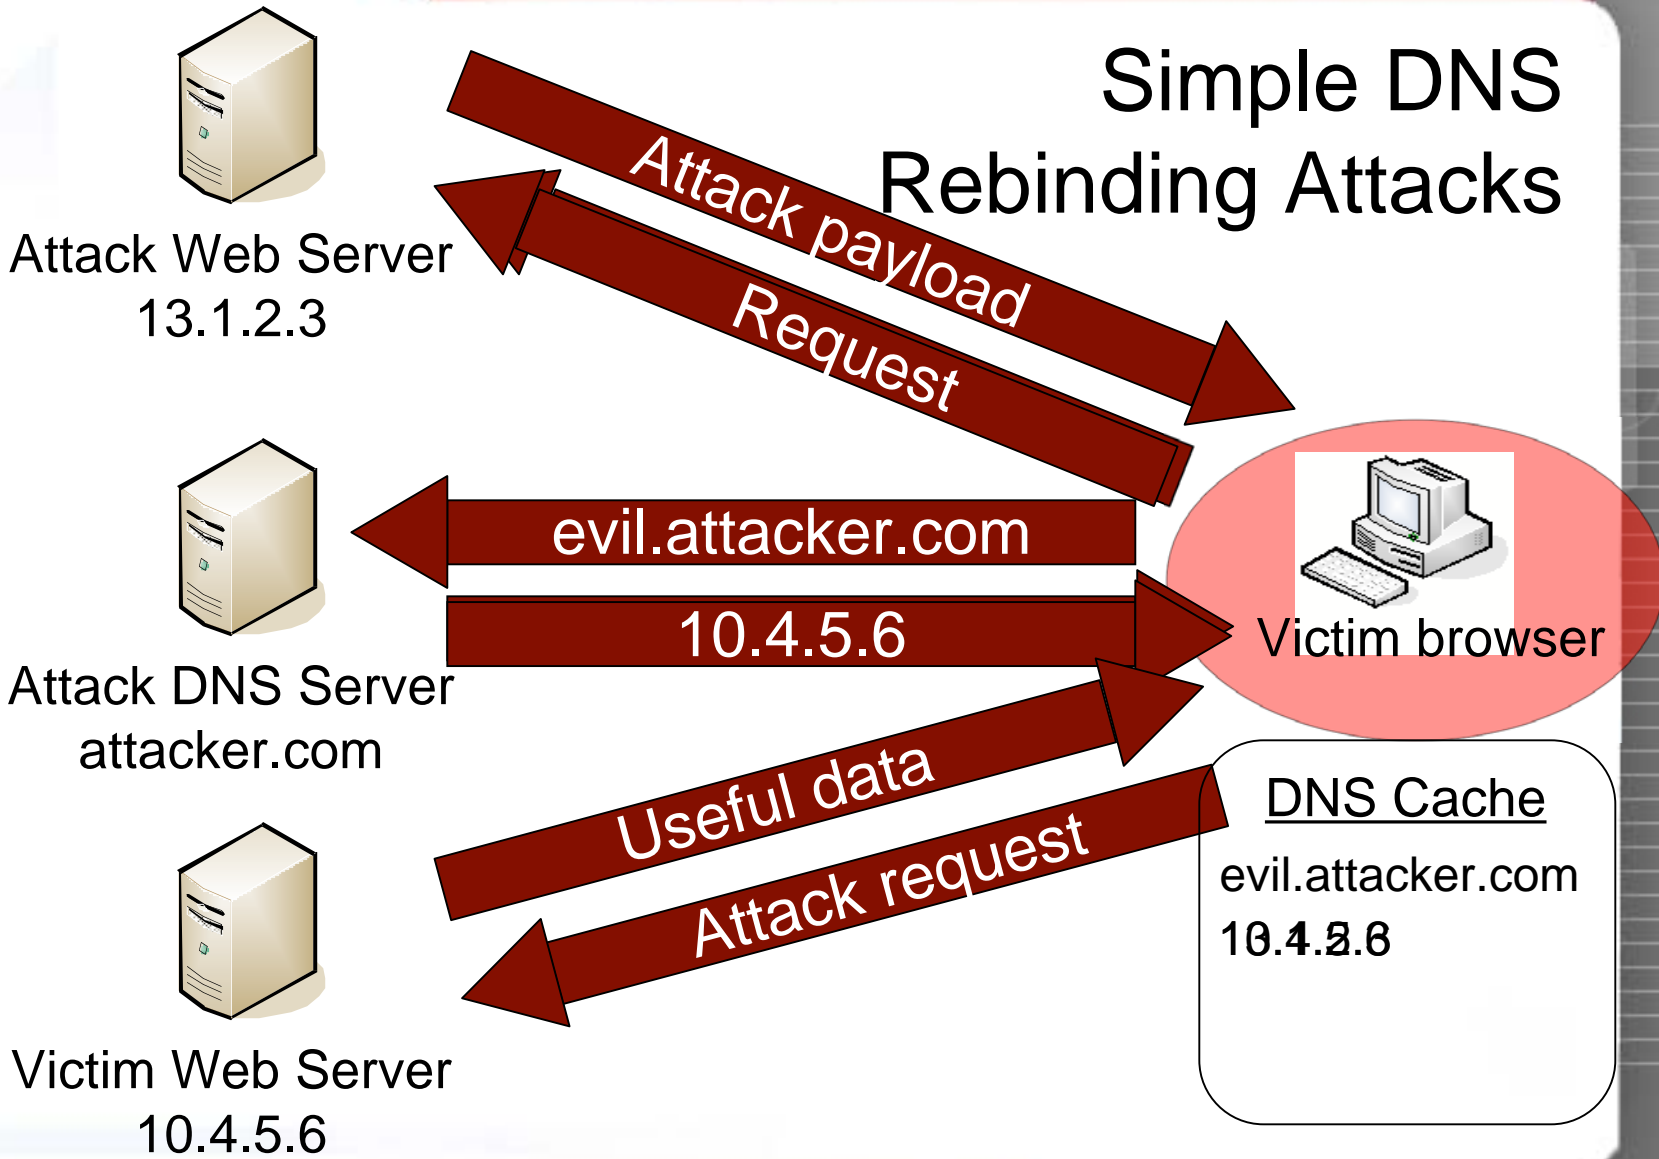 Simple DNS
Rebinding Attacks
Attack Web Server
13.1.2.3
Attack payload
Request
evil.attacker.com
10.4.5.6
Attack DNS Server
attacker.com
Victim browser
Useful data
Attack request
DNS Cache
evil.attacker.com
Victim Web Server
10.4.5.6